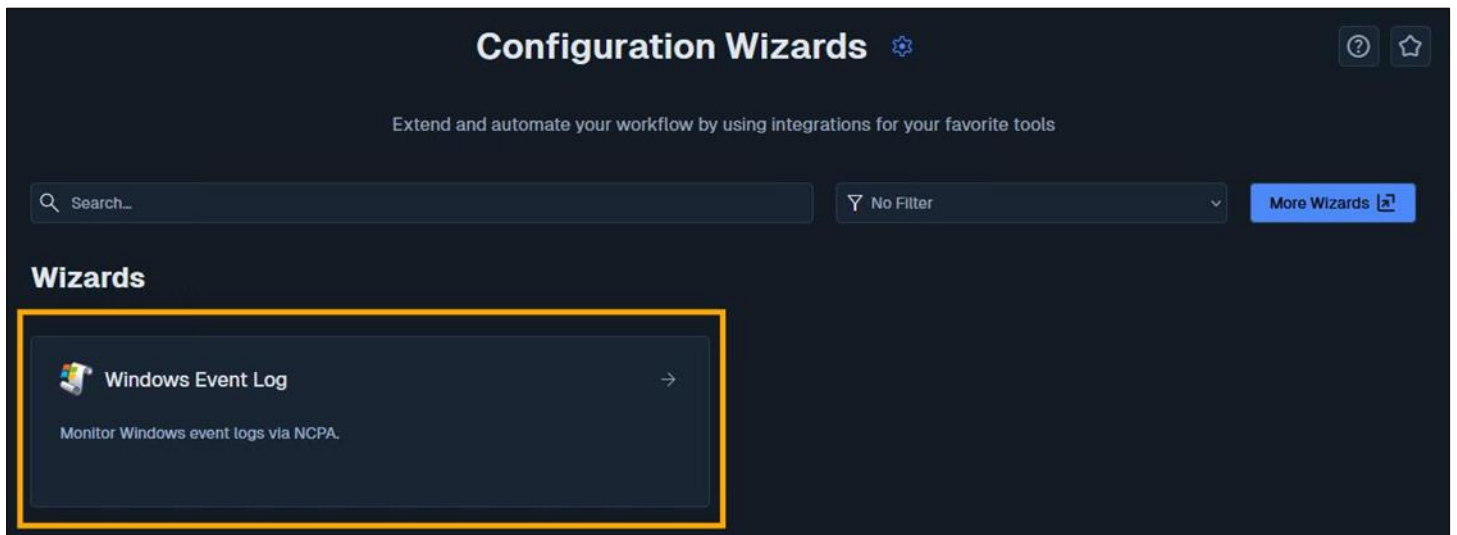 Configuration Wizards
Extend and automate your workflow by using integrations for your favorite tools
Search...
No Filter
More Wizards
Wizards
Windows Event Log
Monitor Windows event logs via NCPA.